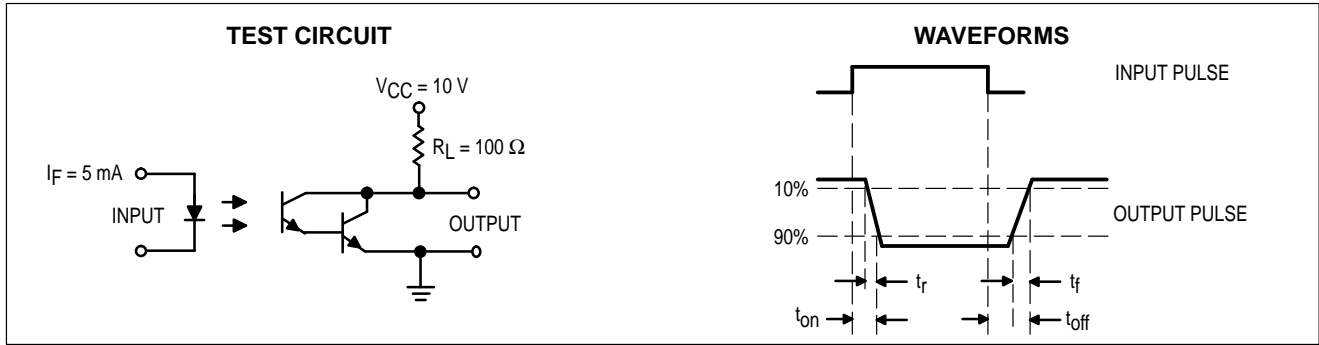 TEST CIRCUIT
VCC = 10 V
RL = 100 Ω
IF = 5 mA
INPUT
OUTPUT
WAVEFORMS
INPUT PULSE
10%
OUTPUT PULSE
90%
tr
tf
ton
toff